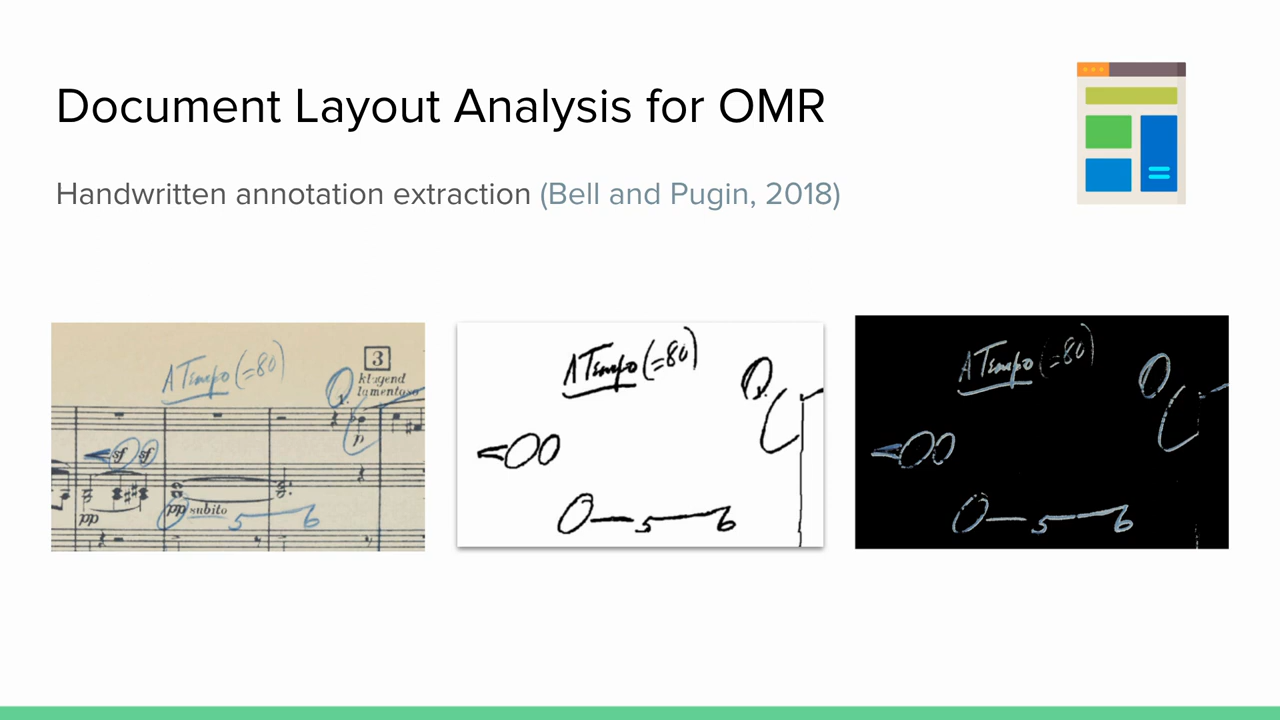 Document Layout Analysis for OMR
Handwritten annotation extraction (Bell and Pugin, 2018)
A Tempo (=80)
3
klagend
lamentoso
p
sf sf
pp
pp subito
5 6
A Tempo (=80)
5 6
A Tempo (=80)
5 6